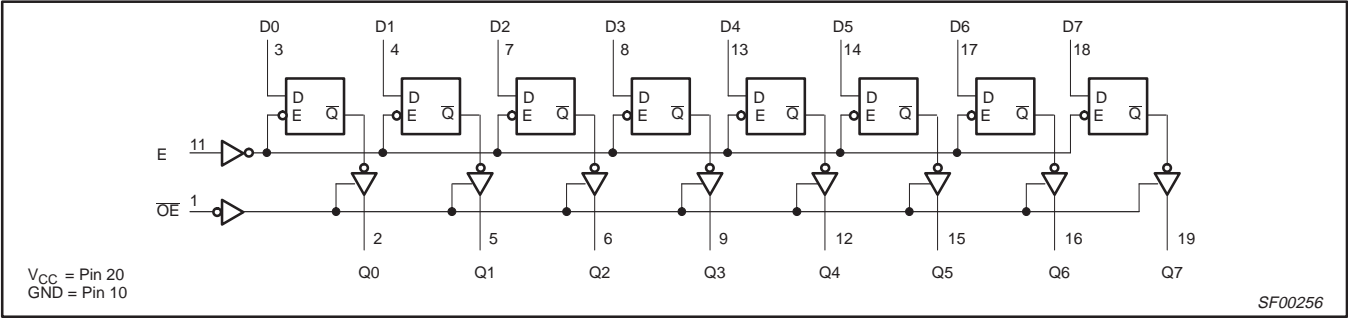 D0 D1 D2 D3 D4 D5 D6 D7
3 4 7 8 13 14 17 18
D D D D D D D D
E Q̅ E Q̅ E Q̅ E Q̅ E Q̅ E Q̅ E Q̅ E Q̅
E 11
O̅E̅ 1
2 5 6 9 12 15 16 19
Q0 Q1 Q2 Q3 Q4 Q5 Q6 Q7
VCC = Pin 20
GND = Pin 10
SF00256